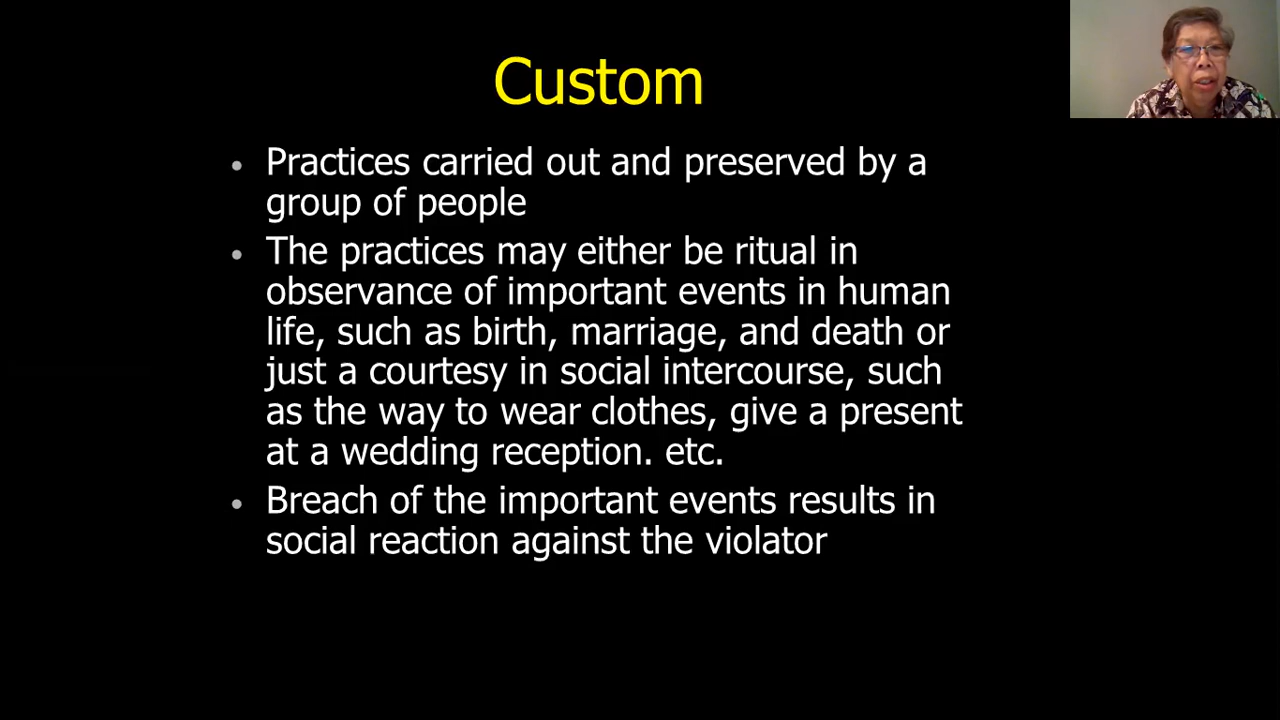 Custom
• Practices carried out and preserved by a
group of people
• The practices may either be ritual in
observance of important events in human
life, such as birth, marriage, and death or
just a courtesy in social intercourse, such
as the way to wear clothes, give a present
at a wedding reception. etc.
• Breach of the important events results in
social reaction against the violator